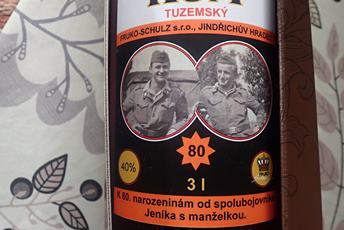 TUZEMSKÝ
FRUKO-SCHULZ s.r.o., JINDŘICHŮV HRADEC
80
40%
3 l
K 80. narozeninám od spolubojovníka
Jeníka s manželkou.